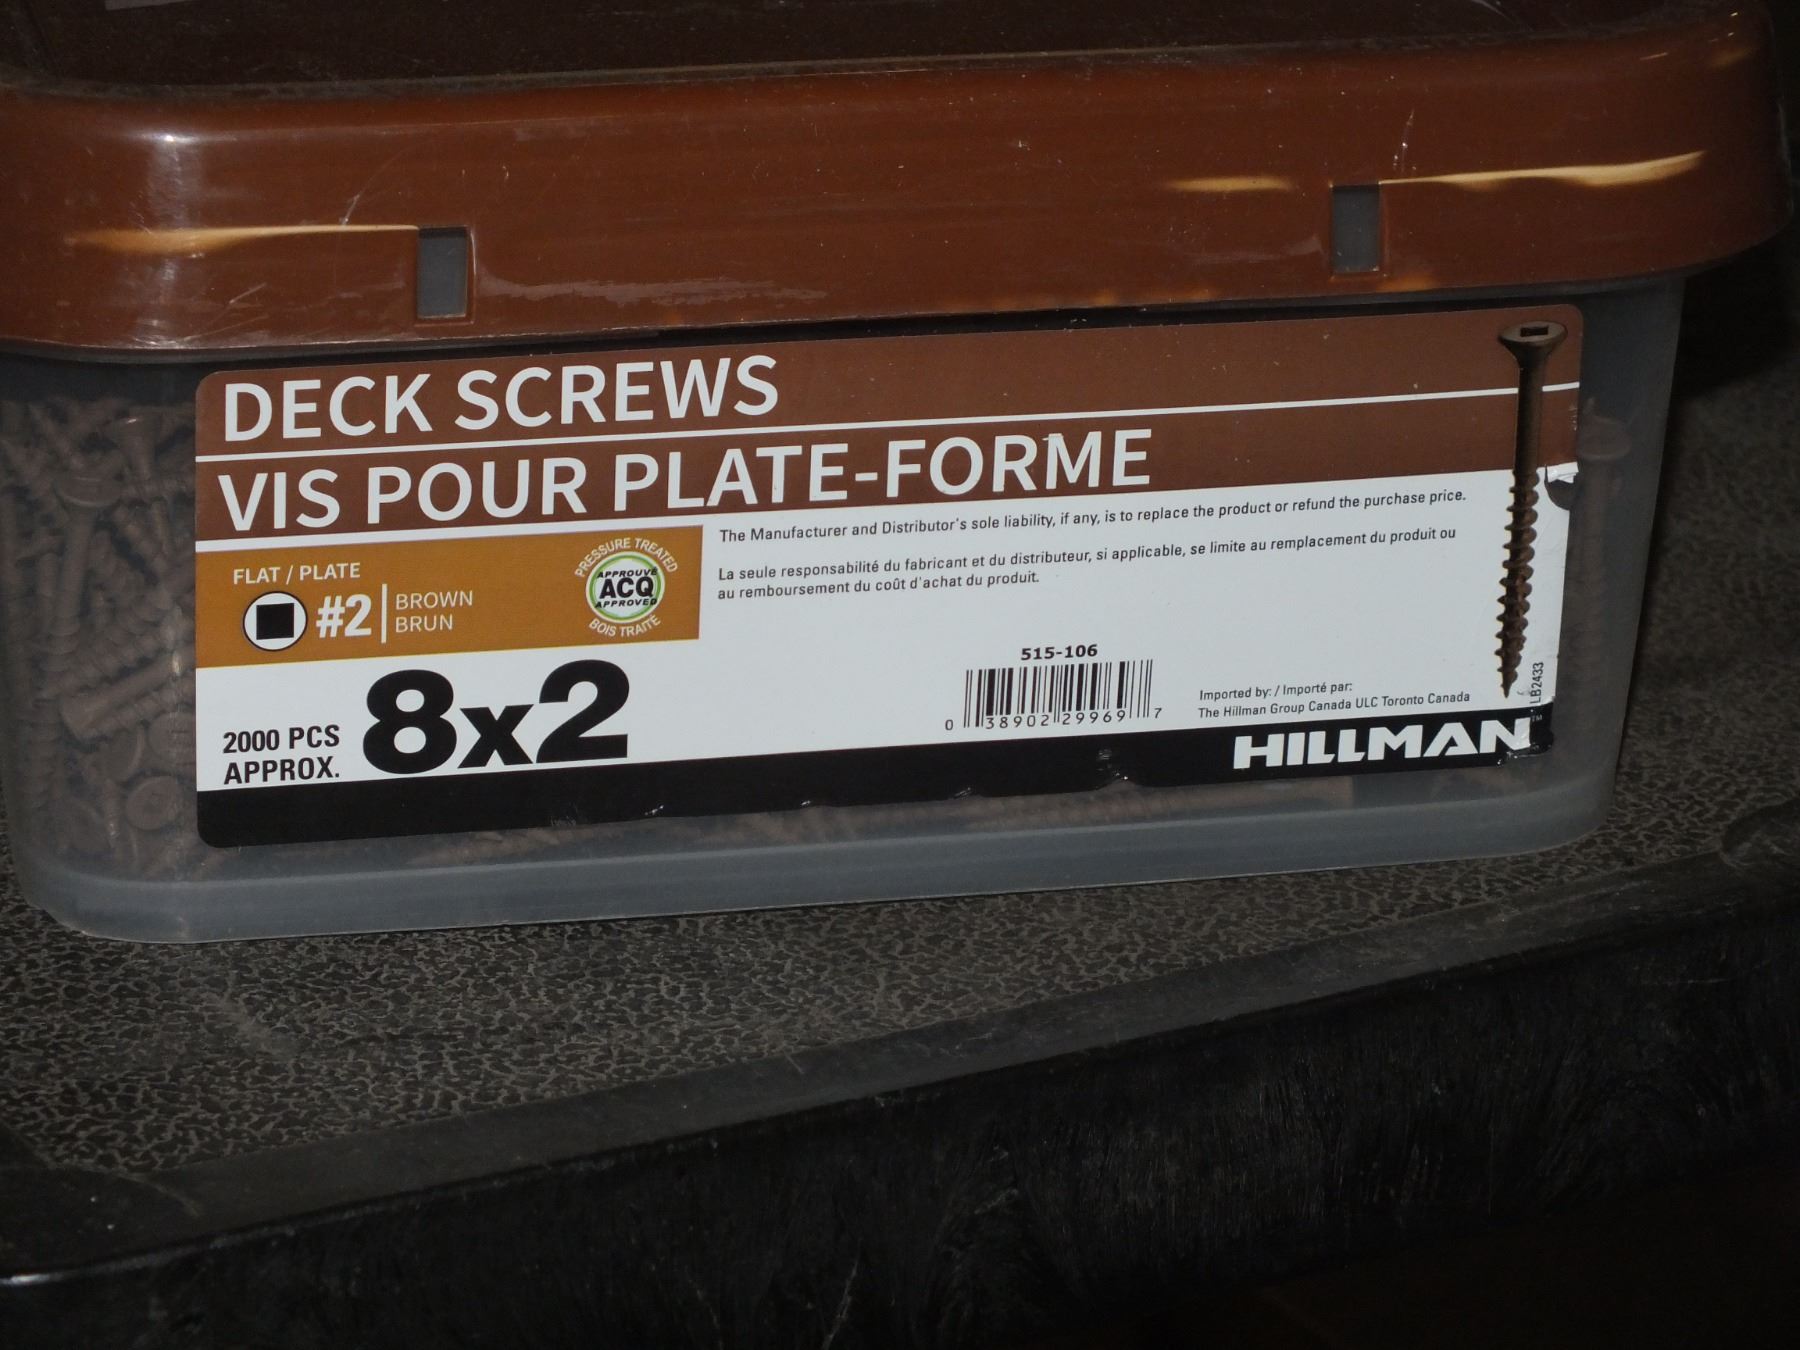 DECK SCREWS
VIS POUR PLATE-FORME
FLAT / PLATE
#2
BROWN
BRUN
PRESSURE TREATED
APPROUVÉ
ACQ
APPROVED
BOIS TRAITÉ
The Manufacturer and Distributor's sole liability, if any, is to replace the product or refund the purchase price.
La seule responsabilité du fabricant et du distributeur, si applicable, se limite au remplacement du produit ou
au remboursement du coût d'achat du produit.
2000 PCS
APPROX.
8x2
515-106
0 38902 29969 7
Imported by: / Importé par:
The Hillman Group Canada ULC Toronto Canada
LB2433
HILLMAN™